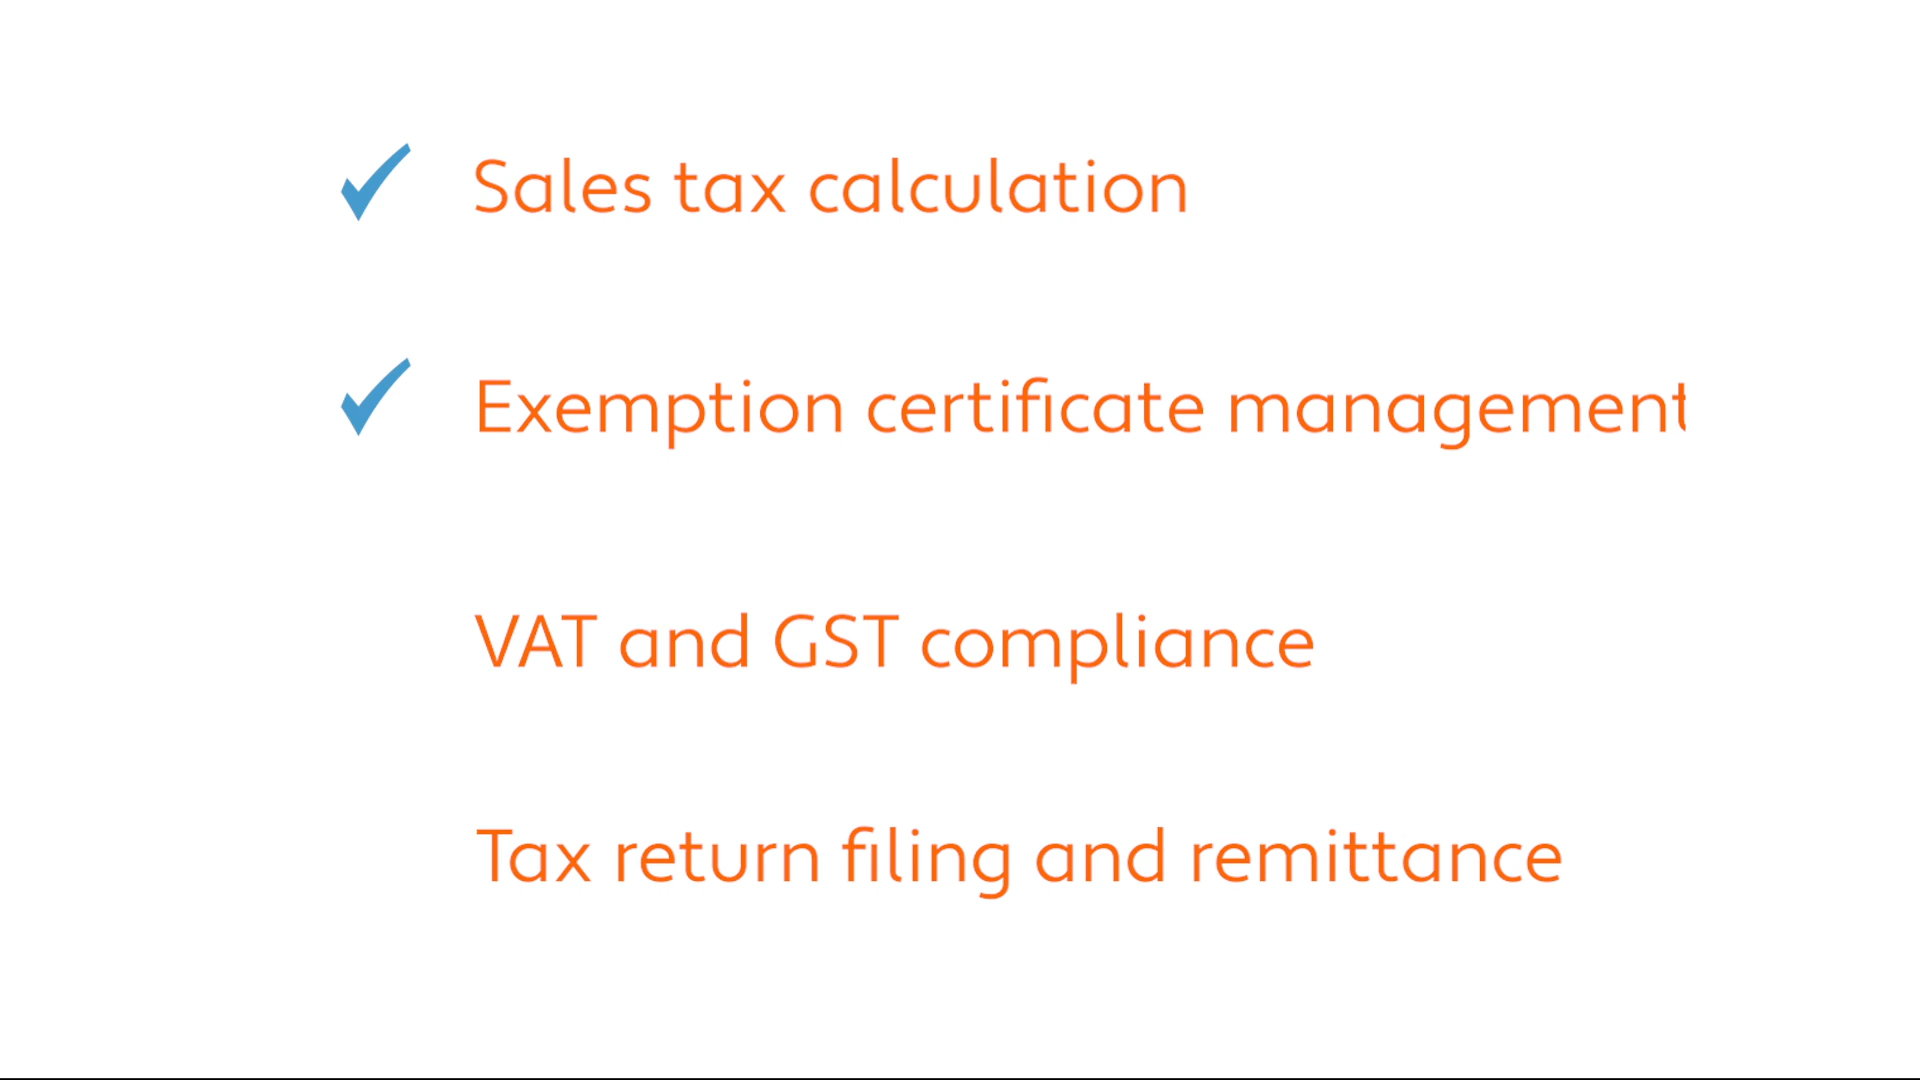 Sales tax calculation
Exemption certificate management
VAT and GST compliance
Tax return filing and remittance